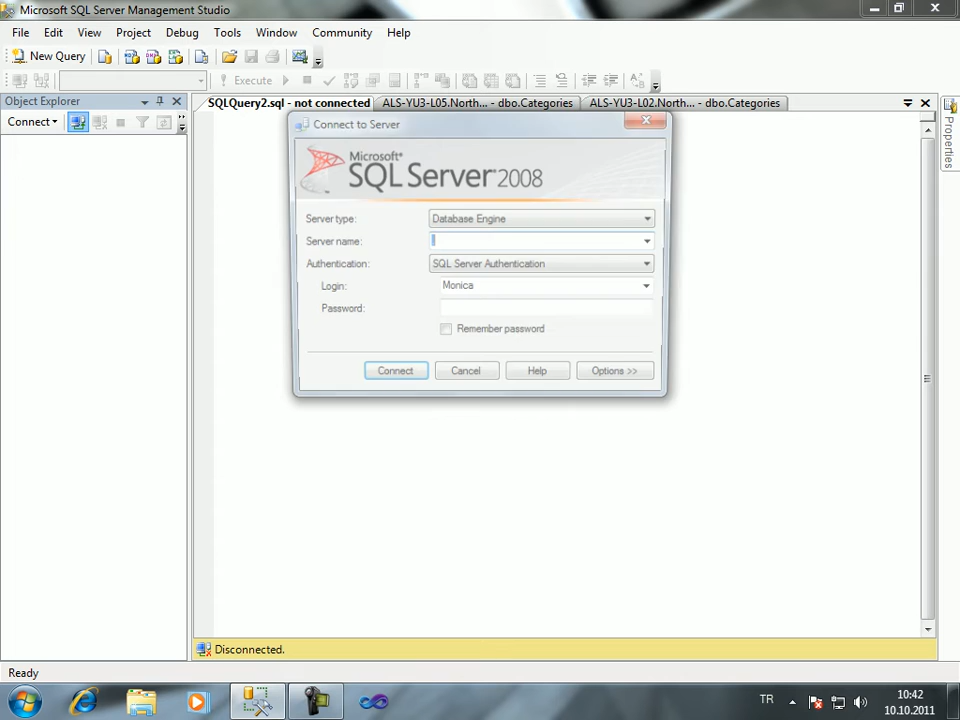 Microsoft SQL Server Management Studio
File Edit View Project Debug Tools Window Community Help
New Query
Execute
Object Explorer
SQLQuery2.sql - not connected ALS-YU3-L05.North... - dbo.Categories ALS-YU3-L02.North... - dbo.Categories
Connect
Properties
Connect to Server
Microsoft®
SQL Server 2008
Server type: Database Engine
Server name:
Authentication: SQL Server Authentication
Login: Monica
Password:
Remember password
Connect Cancel Help Options >>
Disconnected.
Ready
TR
10:42
10.10.2011